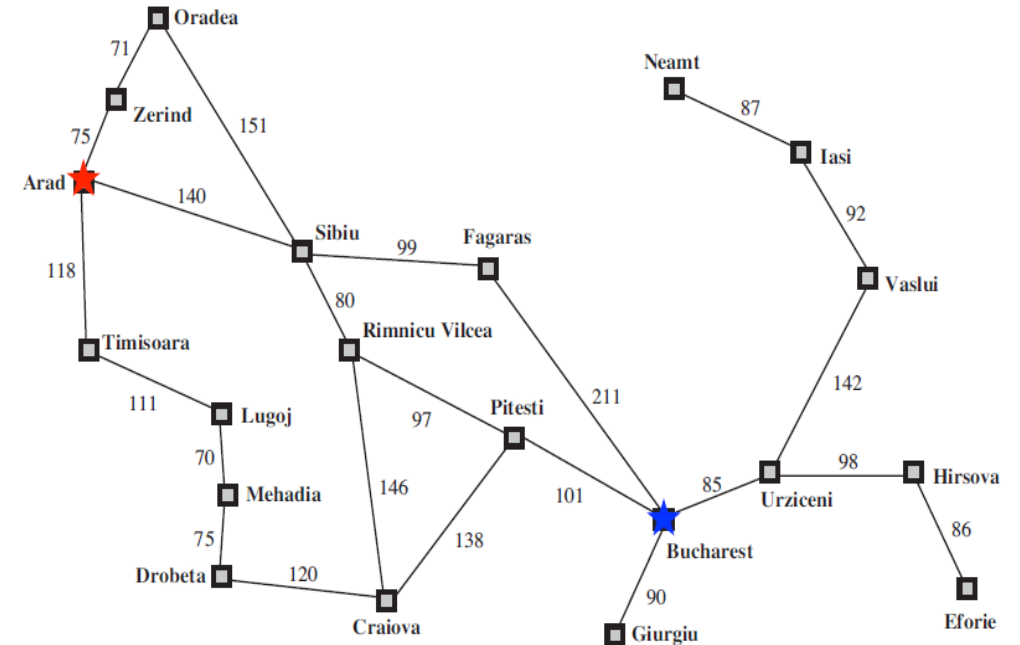 Oradea
71
Neamt
87
Zerind
151
75
Iasi
Arad
140
92
Sibiu
Fagaras
99
118
Vaslui
80
Rimnicu Vilcea
Timisoara
142
211
111
Pitesti
Lugoj
97
70
98
85
Hirsova
146
Mehadia
101
Urziceni
75
138
86
Bucharest
Drobeta
120
90
Craiova
Giurgiu
Eforie